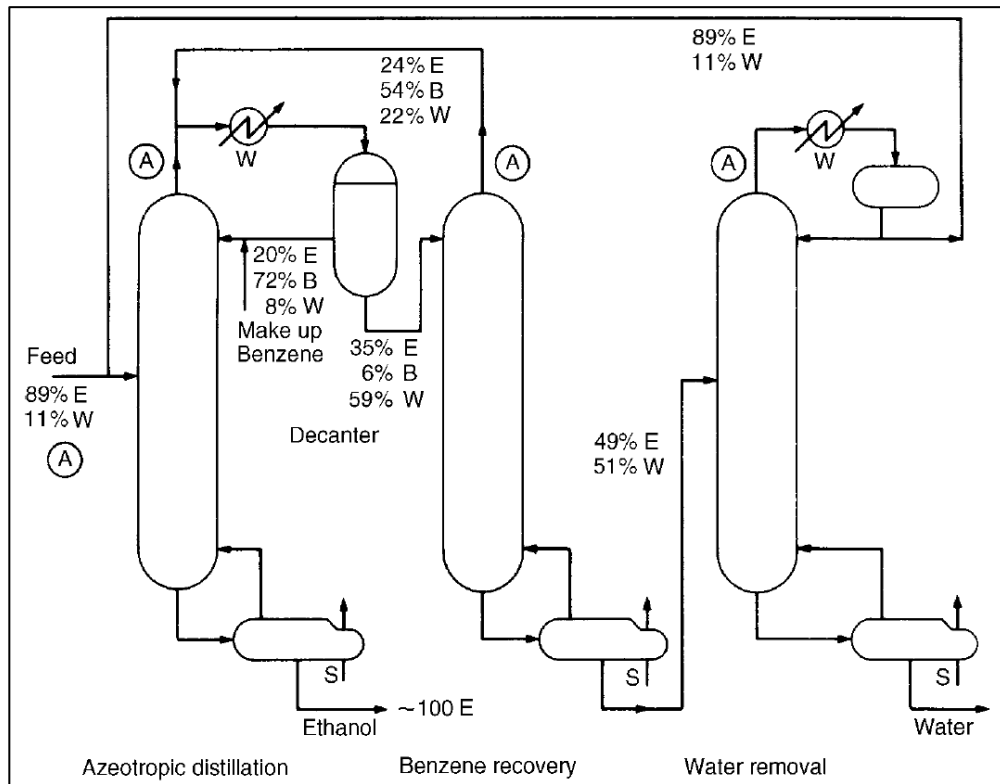 89% E
11% W
24% E
54% B
22% W
W
W
A
A
A
20% E
72% B
8% W
Make up
Benzene
35% E
6% B
59% W
Feed
89% E
11% W
A
Decanter
49% E
51% W
S
S
S
Ethanol
~100 E
Water
Azeotropic distillation
Benzene recovery
Water removal